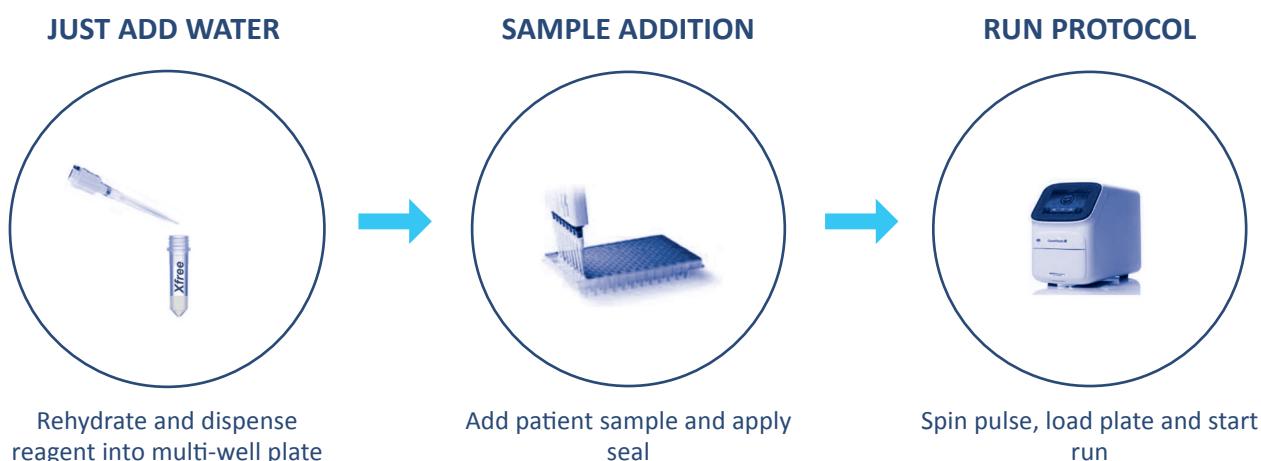 JUST ADD WATER
SAMPLE ADDITION
RUN PROTOCOL
Xfree
Rehydrate and dispense
reagent into multi-well plate
Add patient sample and apply
seal
Spin pulse, load plate and start
run